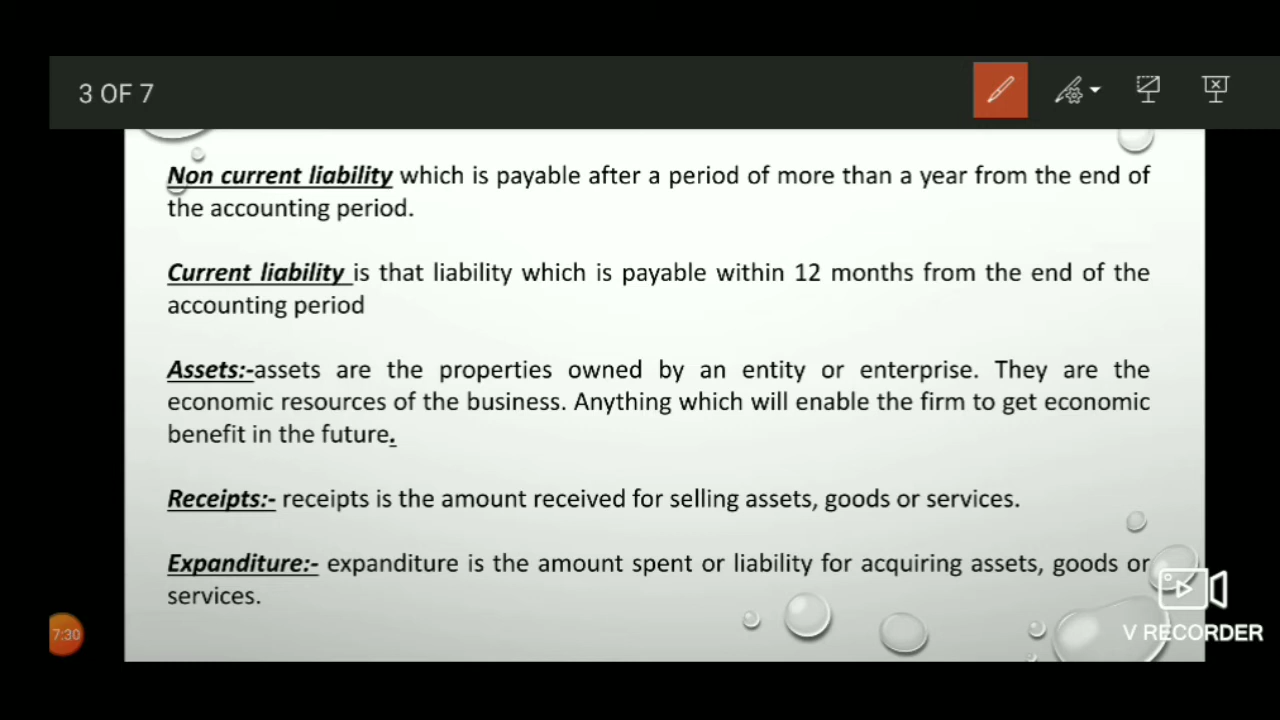 3 OF 7
Non current liability which is payable after a period of more than a year from the end of
the accounting period.
Current liability is that liability which is payable within 12 months from the end of the
accounting period
Assets:-assets are the properties owned by an entity or enterprise. They are the
economic resources of the business. Anything which will enable the firm to get economic
benefit in the future.
Receipts:- receipts is the amount received for selling assets, goods or services.
Expanditure:- expanditure is the amount spent or liability for acquiring assets, goods or
services.
7:30
V RECORDER